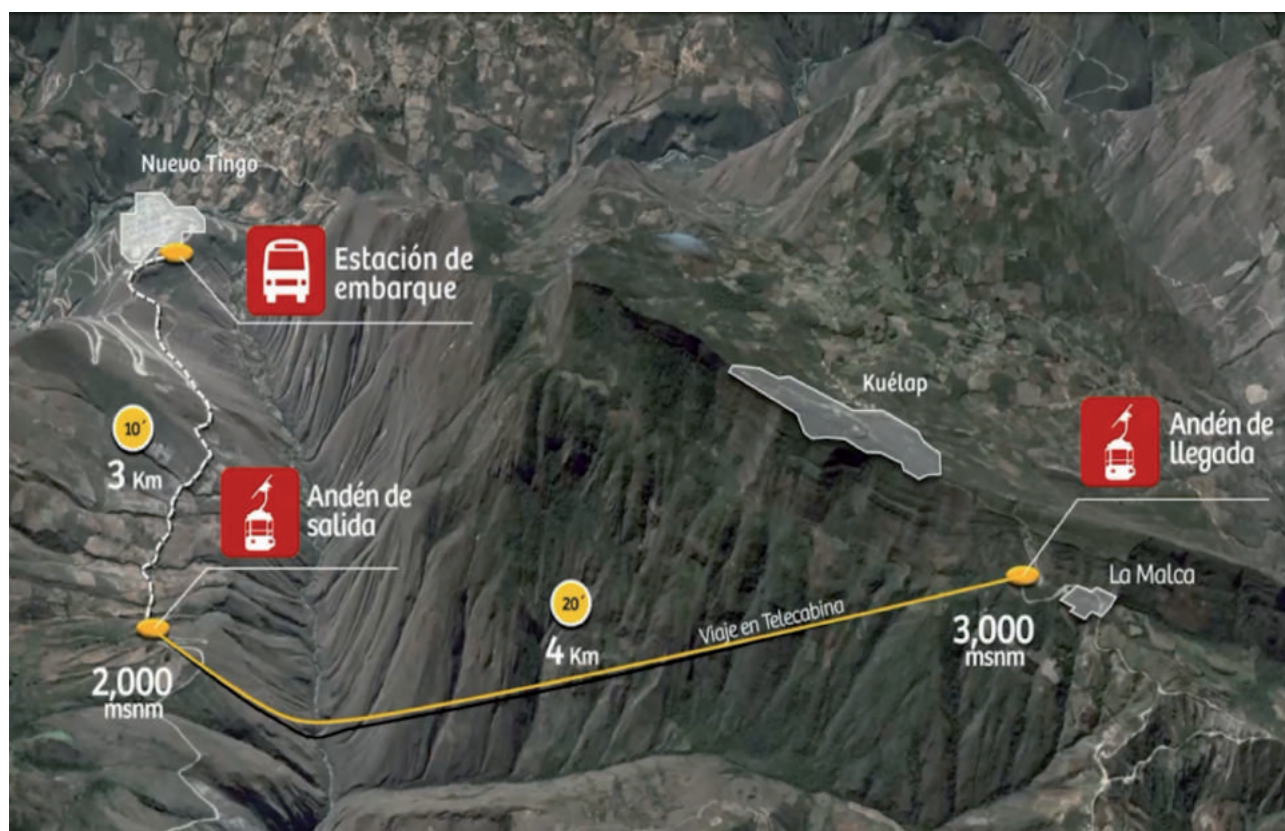 Nuevo Tingo
Estación de
embarque
Kuélap
Andén de
llegada
10´
3 Km
Andén de
salida
20´
4 Km
Viaje en Telecabina
La Malca
2,000
msnm
3,000
msnm